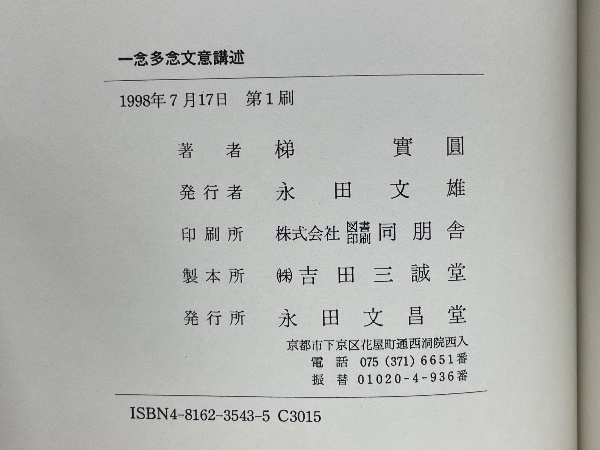 一念多念文意講述
1998年7月17日 第1刷
著者 梯實圓
発行者 永田文雄
印刷所 株式会社 図書印刷 同朋舎
製本所 ㈱吉田三誠堂
発行所 永田文昌堂
京都市下京区花屋町通西洞院西入
電話 075(371)6651番
振替 01020-4-936番
ISBN4-8162-3543-5 C3015